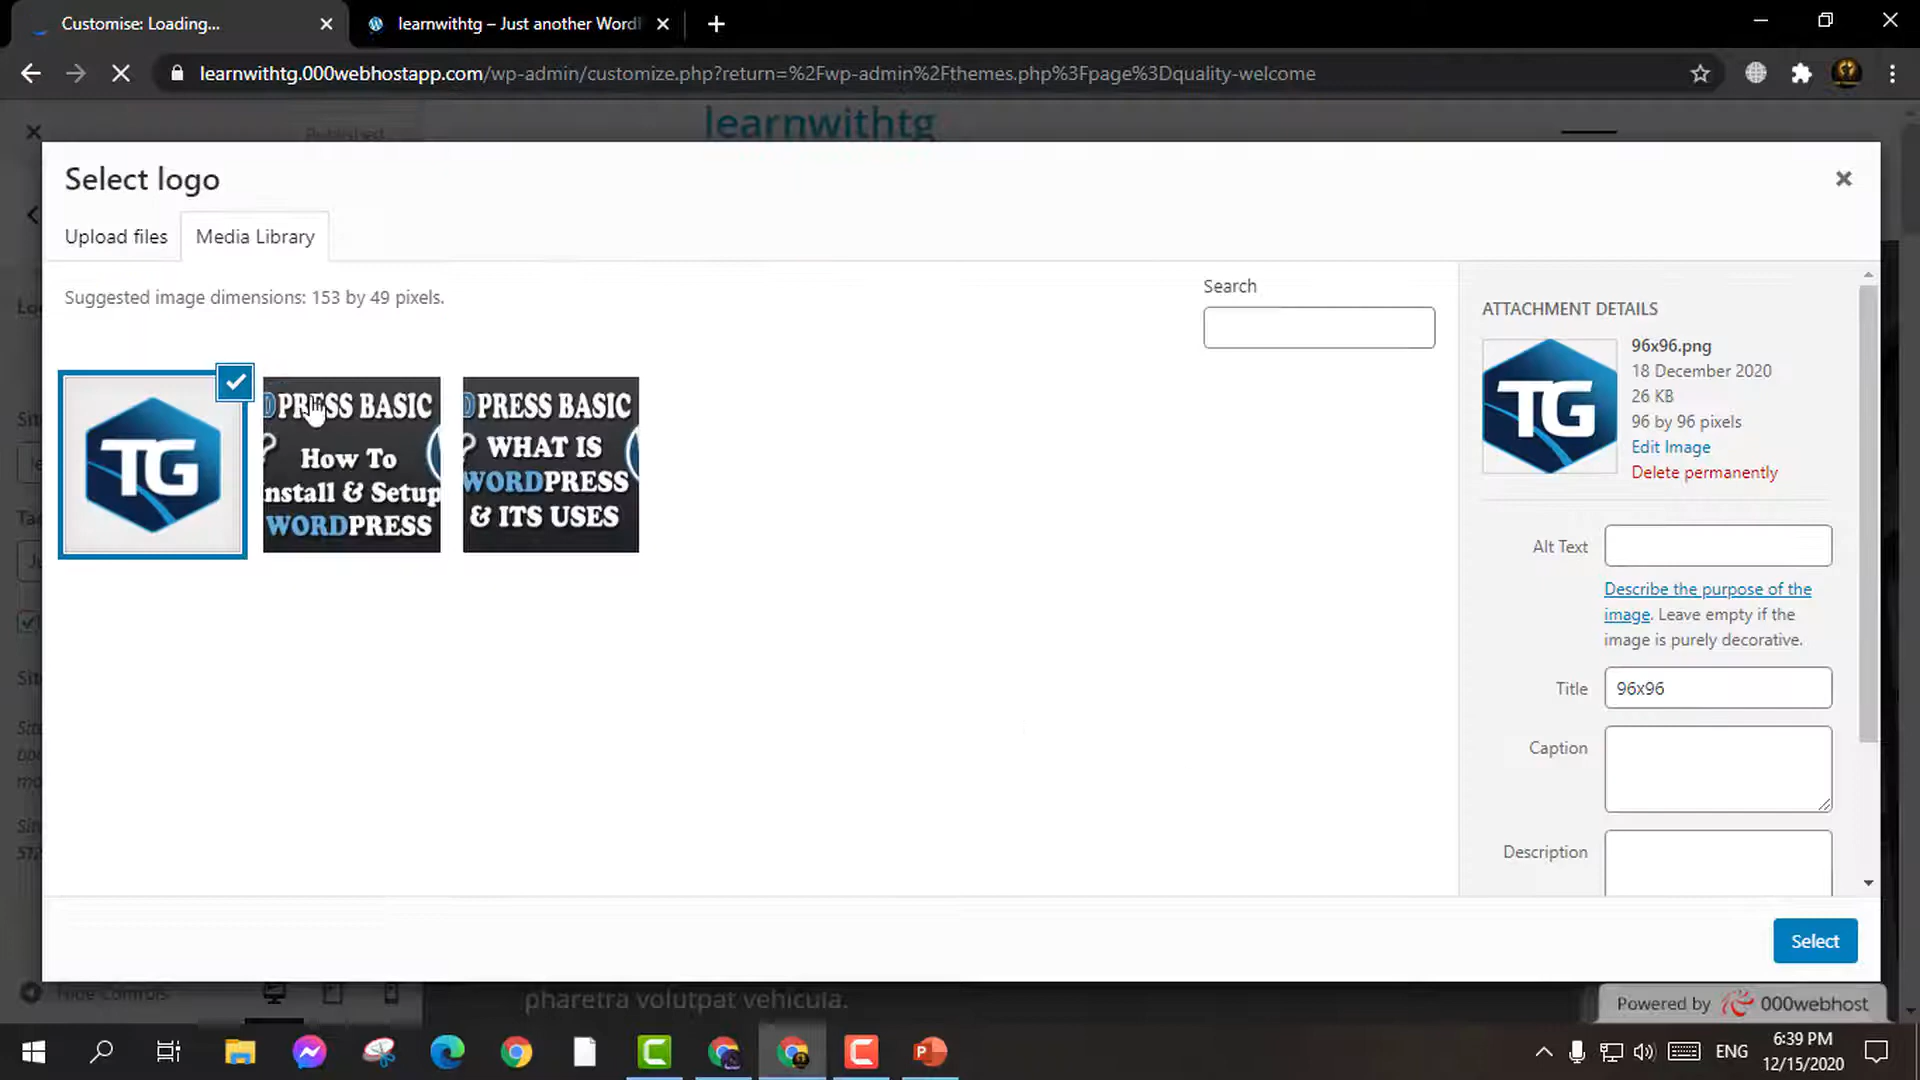 Customise: Loading...
learnwithtg – Just another Word
learnwithtg.000webhostapp.com/wp-admin/customize.php?return=%2Fwp-admin%2Fthemes.php%3Fpage%3Dquality-welcome
learnwithtg
Published
Select logo
Upload files
Media Library
Suggested image dimensions: 153 by 49 pixels.
Search
TG
PRESS BASIC
How To
Install & Setup
WORDPRESS
PRESS BASIC
WHAT IS
WORDPRESS
& ITS USES
ATTACHMENT DETAILS
TG
96x96.png
18 December 2020
26 KB
96 by 96 pixels
Edit Image
Delete permanently
Alt Text
Describe the purpose of the
image. Leave empty if the
image is purely decorative.
Title
96x96
Caption
Description
Select
Hide Controls
pharetra volutpat vehicula.
Powered by 000webhost
ENG
6:39 PM
12/15/2020